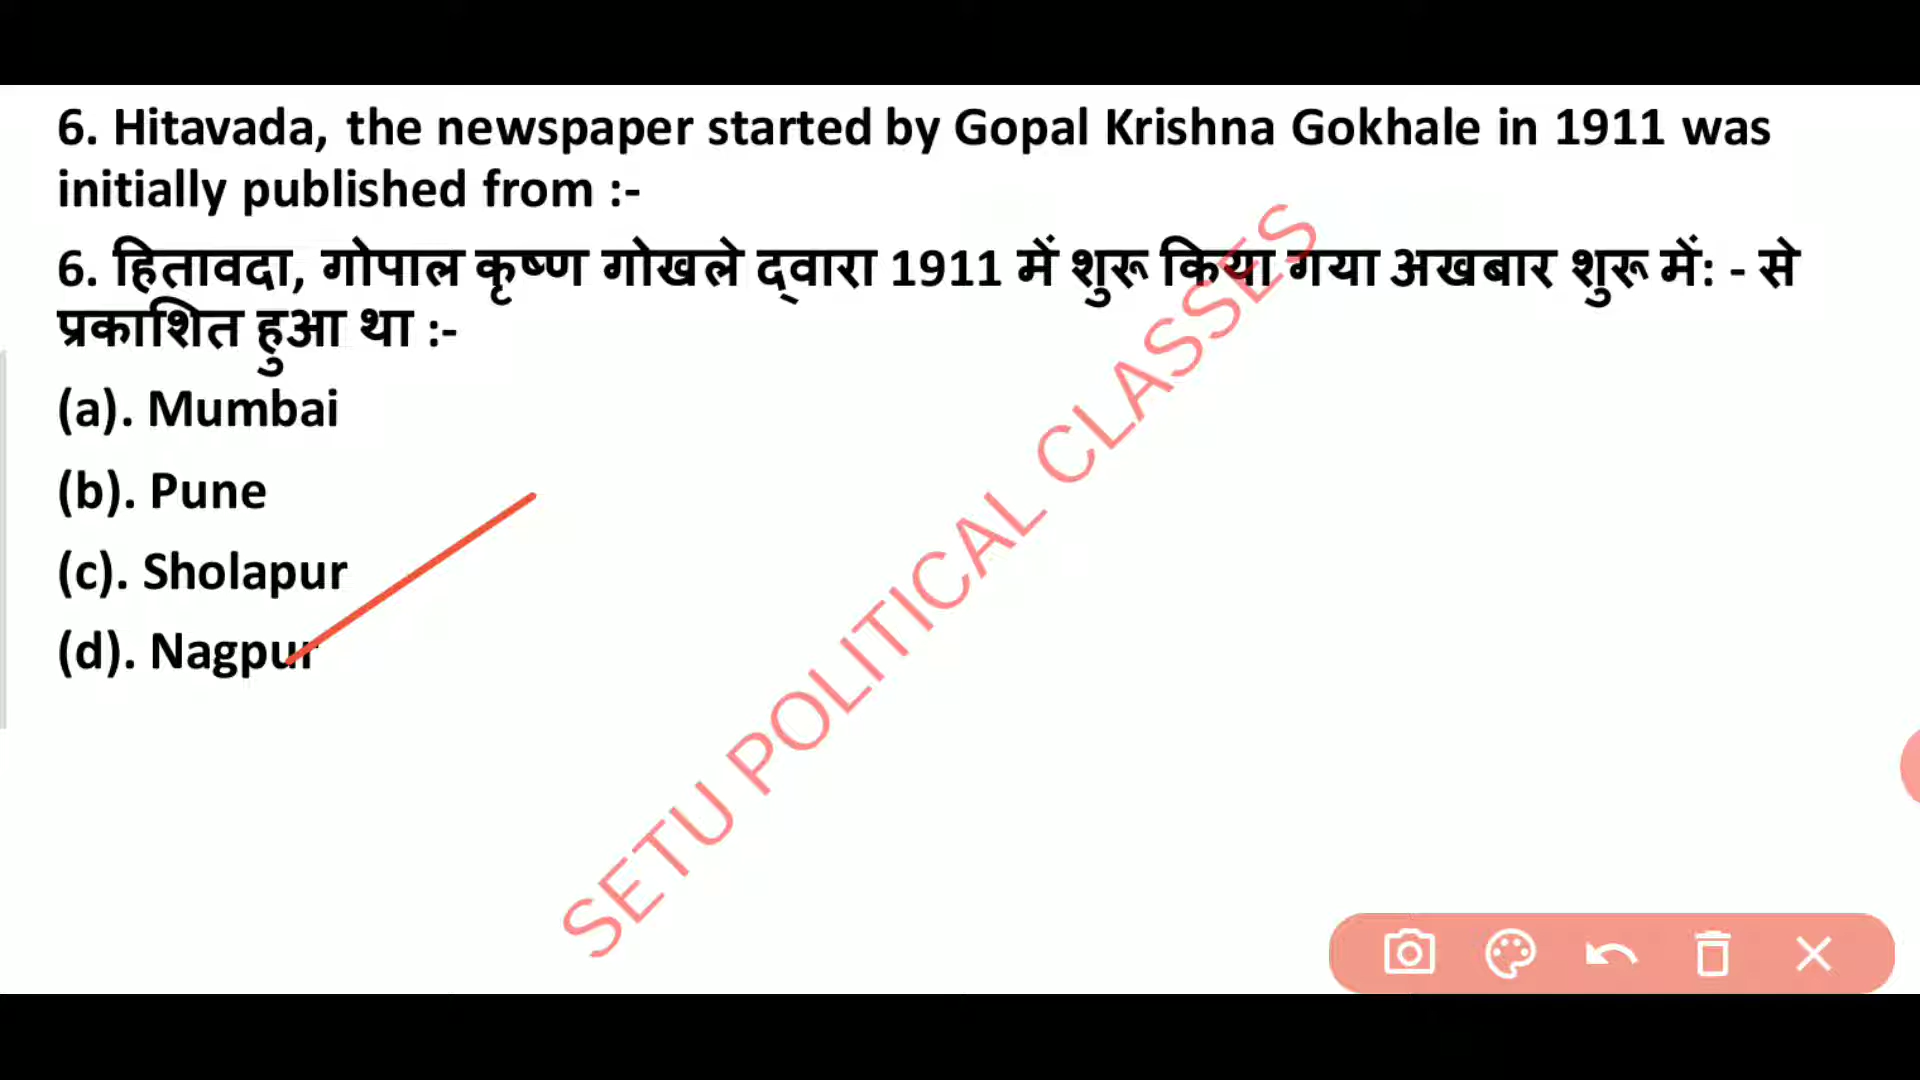 6. Hitavada, the newspaper started by Gopal Krishna Gokhale in 1911 was
initially published from :-
6. हितावदा, गोपाल कृष्ण गोखले द्वारा 1911 में शुरू किया गया अखबार शुरू में: - से
प्रकाशित हुआ था :-
(a). Mumbai
(b). Pune
(c). Sholapur
(d). Nagpur
SETU POLITICAL CLASSES